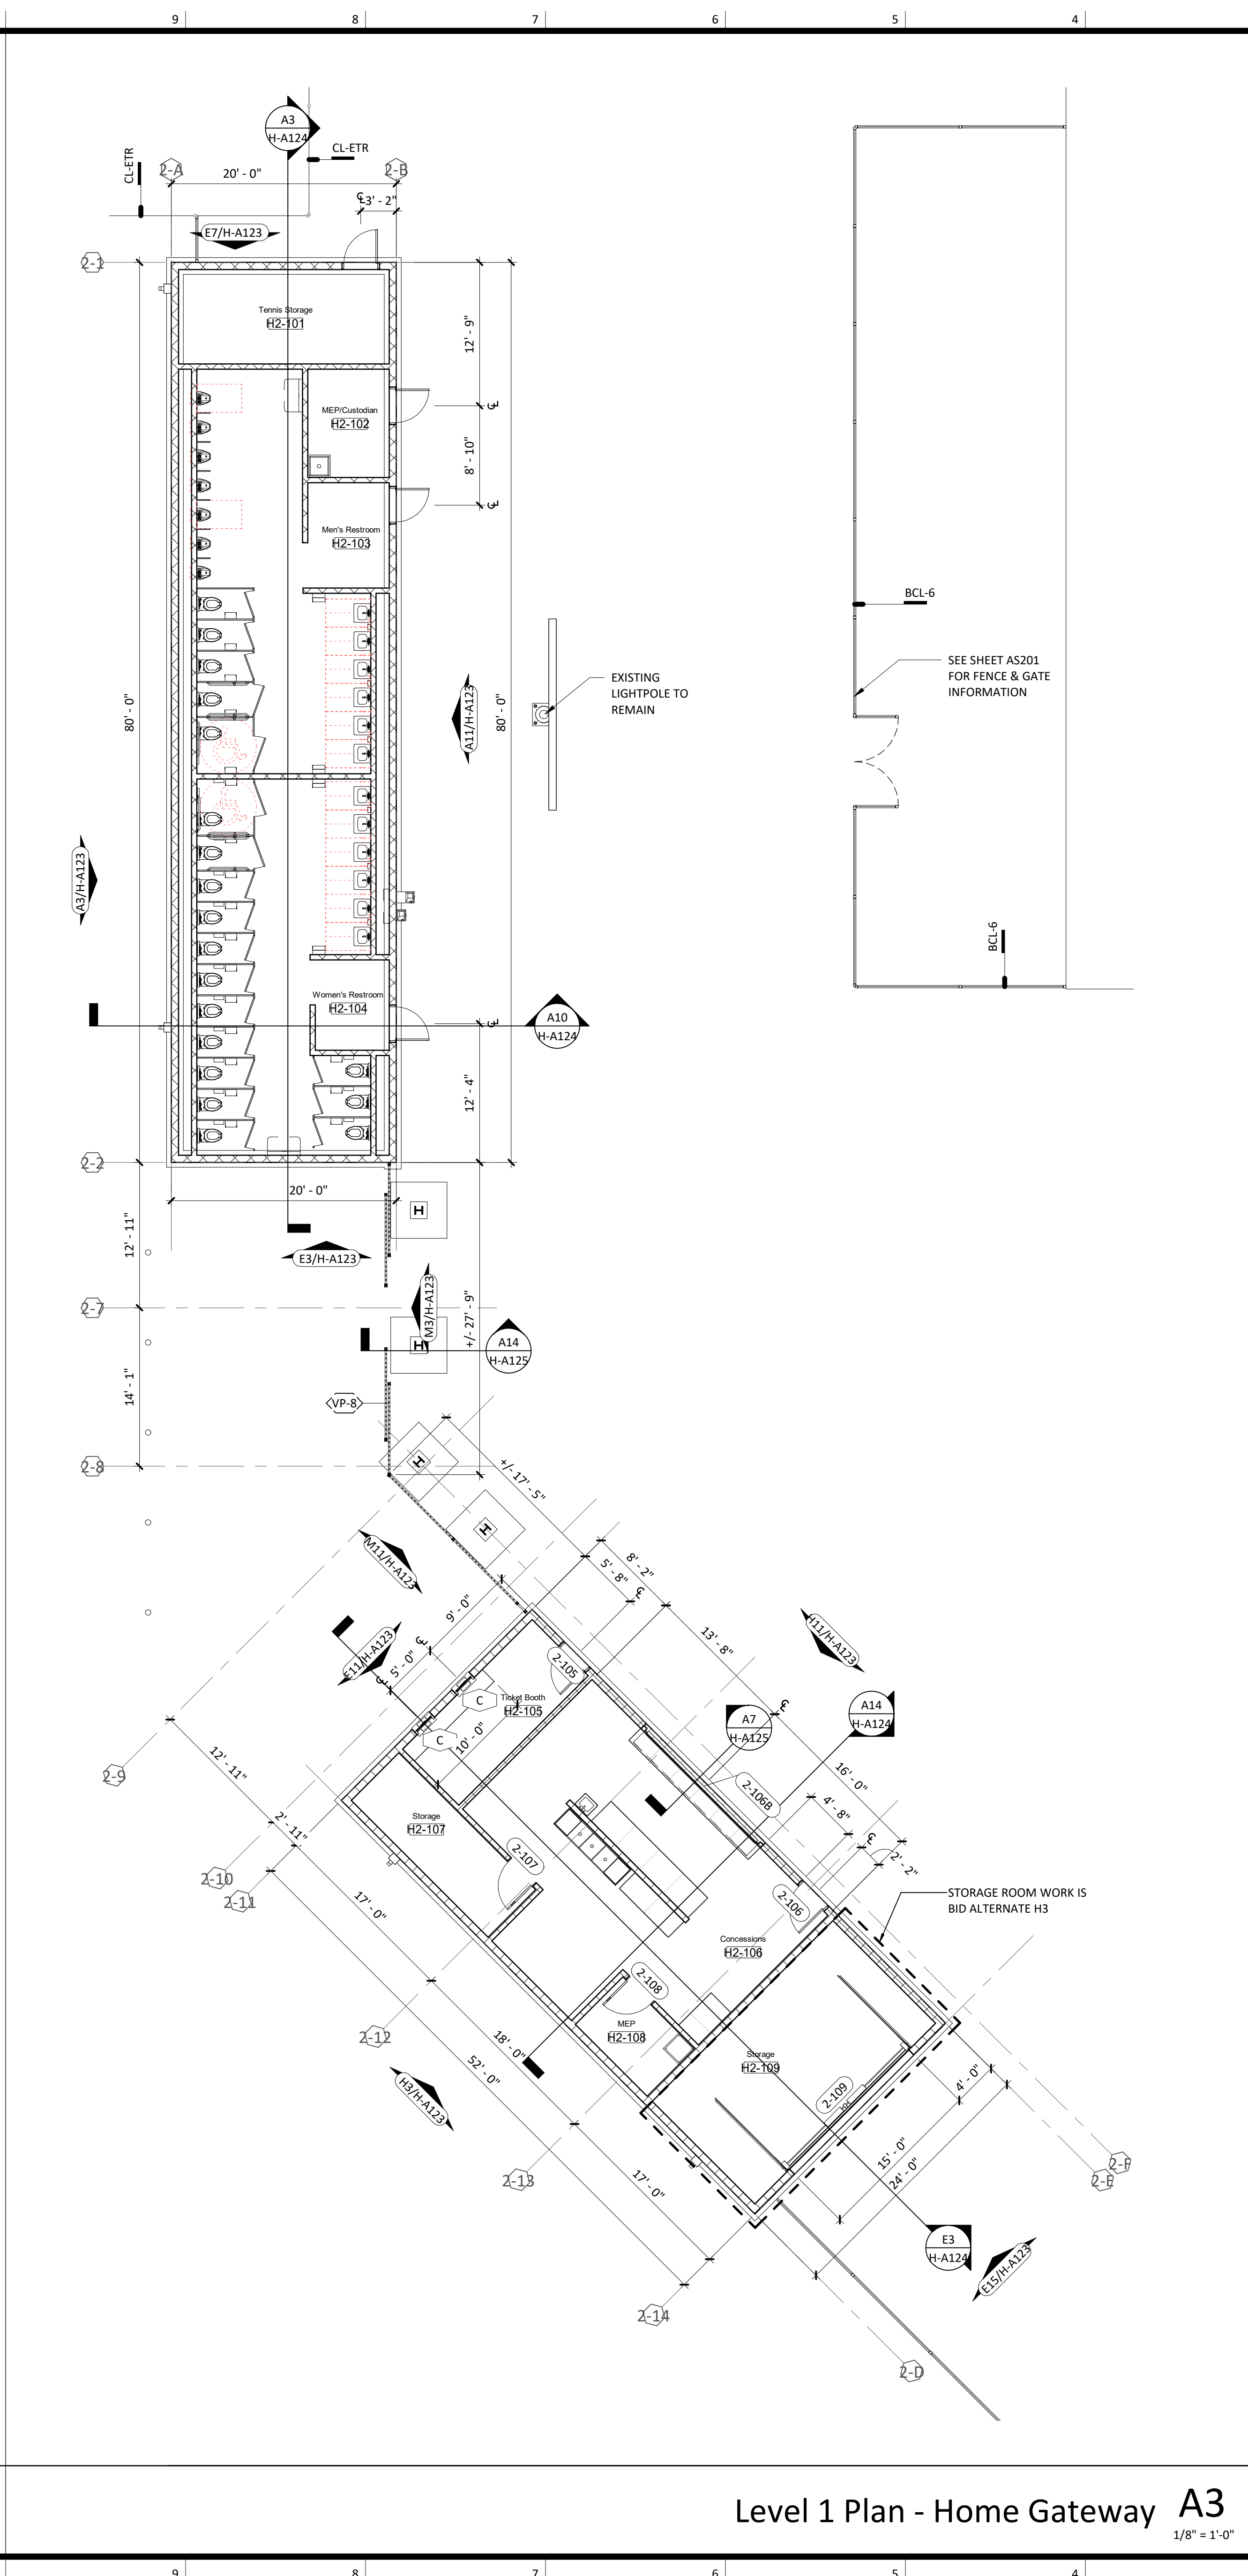 9 8 7 6 5 4
A3
H-A124
CL-ETR
CL-ETR
2-A
2-B
20' - 0"
3' - 2"
E7/H-A123
2-1
Tennis Storage
H2-101
12' - 9"
MEP/Custodian
H2-102
8' - 10"
Men's Restroom
H2-103
BCL-6
SEE SHEET AS201
FOR FENCE & GATE
INFORMATION
EXISTING
LIGHTPOLE TO
REMAIN
80' - 0"
A11/H-A123
80' - 0"
A3/H-A123
BCL-6
Women's Restroom
H2-104
A10
H-A124
12' - 4"
2-2
20' - 0"
H
12' - 11"
E3/H-A123
2-7
M3/H-A123
+/- 27' - 9"
H
A14
H-A125
14' - 1"
VP-8
2-8
H
+/- 17' - 5"
H
M11/H-A123
8' - 2"
5' - 8"
9' - 0"
E11/H-A123
5' - 0"
13' - 8"
H11/H-A123
2-105
Ticket Booth
H2-105
C
C
10' - 0"
A7
H-A125
A14
H-A124
12' - 11"
2-9
16' - 0"
2-106B
4' - 8"
Storage
H2-107
2' - 11"
2-107
2' - 2"
2-10
2-11
17' - 0"
2-106
STORAGE ROOM WORK IS
BID ALTERNATE H3
Concessions
H2-106
2-108
2-12
MEP
H2-108
18' - 0"
52' - 0"
Storage
H2-109
2-109
4' - 0"
H3/H-A123
15' - 0"
24' - 0"
2-F
2-E
2-13
17' - 0"
E3
H-A124
E15/H-A123
2-14
2-D
Level 1 Plan - Home Gateway
A3
1/8" = 1'-0"
9 8 7 6 5 4